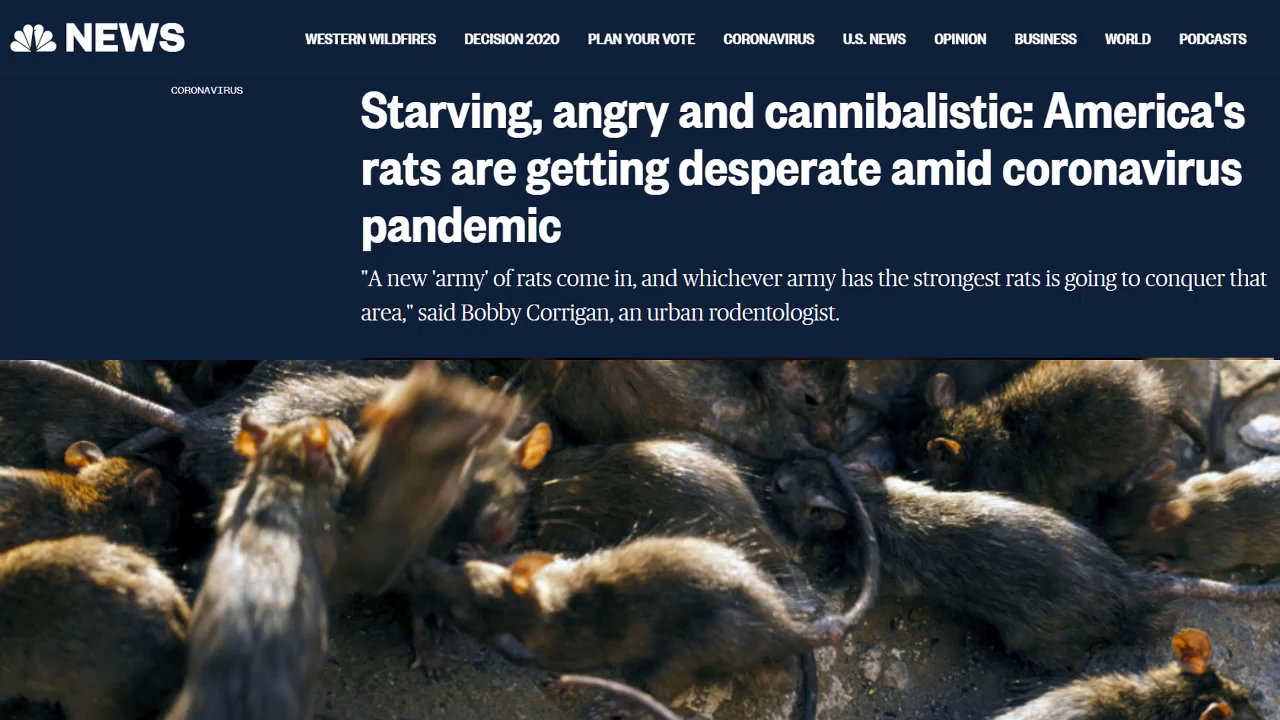 NEWS
WESTERN WILDFIRES DECISION 2020 PLAN YOUR VOTE CORONAVIRUS U.S. NEWS OPINION BUSINESS WORLD PODCASTS
CORONAVIRUS
Starving, angry and cannibalistic: America's
rats are getting desperate amid coronavirus
pandemic
"A new 'army' of rats come in, and whichever army has the strongest rats is going to conquer that
area," said Bobby Corrigan, an urban rodentologist.